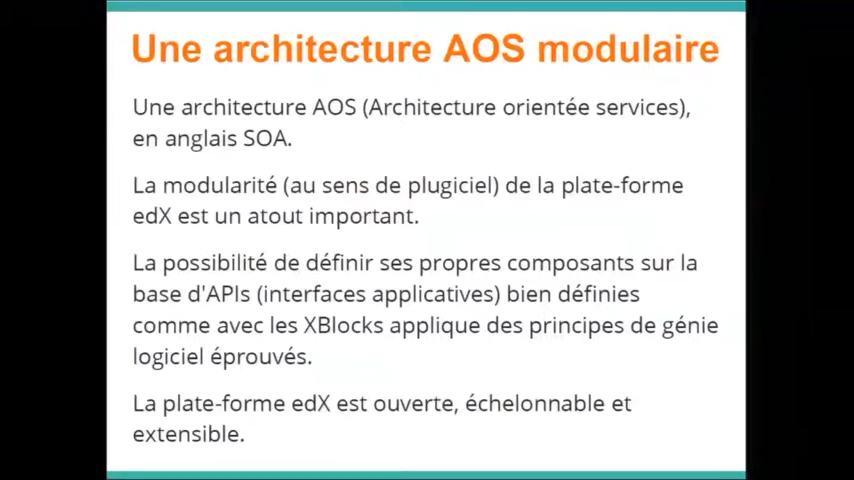 Une architecture AOS modulaire
Une architecture AOS (Architecture orientée services),
en anglais SOA.
La modularité (au sens de plugiciel) de la plate-forme
edX est un atout important.
La possibilité de définir ses propres composants sur la
base d'APIs (interfaces applicatives) bien définies
comme avec les XBlocks applique des principes de génie
logiciel éprouvés.
La plate-forme edX est ouverte, échelonnable et
extensible.